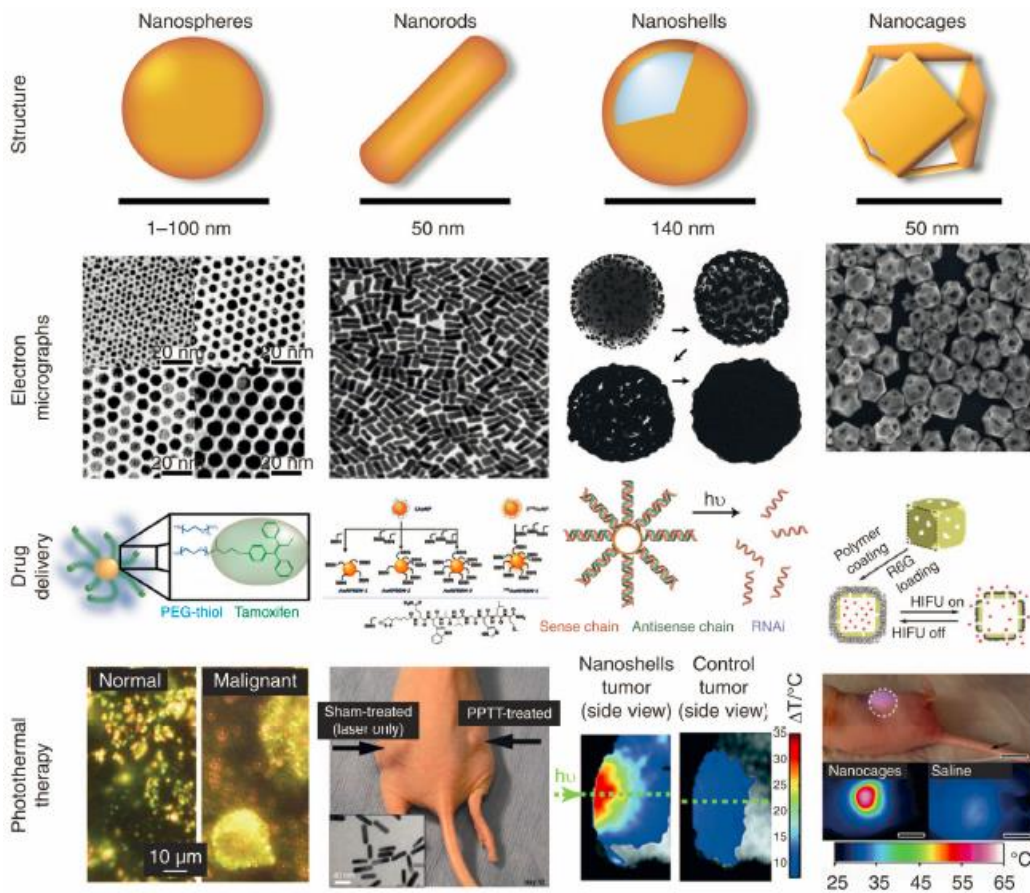 Nanospheres
Nanorods
Nanoshells
Nanocages
Structure
1–100 nm
50 nm
140 nm
50 nm
Electron
micrographs
20 nm
20 nm
20 nm
20 nm
Drug
delivery
PEG-thiol
Tamoxifen
hυ
Sense chain
Antisense chain
RNAi
Polymer
coating
R6G
loading
HIFU on
HIFU off
Photothermal
therapy
Normal
Malignant
10 µm
Sham-treated
(laser only)
PPTT-treated
Nanoshells
tumor
(side view)
Control
tumor
(side view)
hυ
ΔT/°C
35
30
25
20
15
10
Nanocages
Saline
°C
25
35
45
55
65